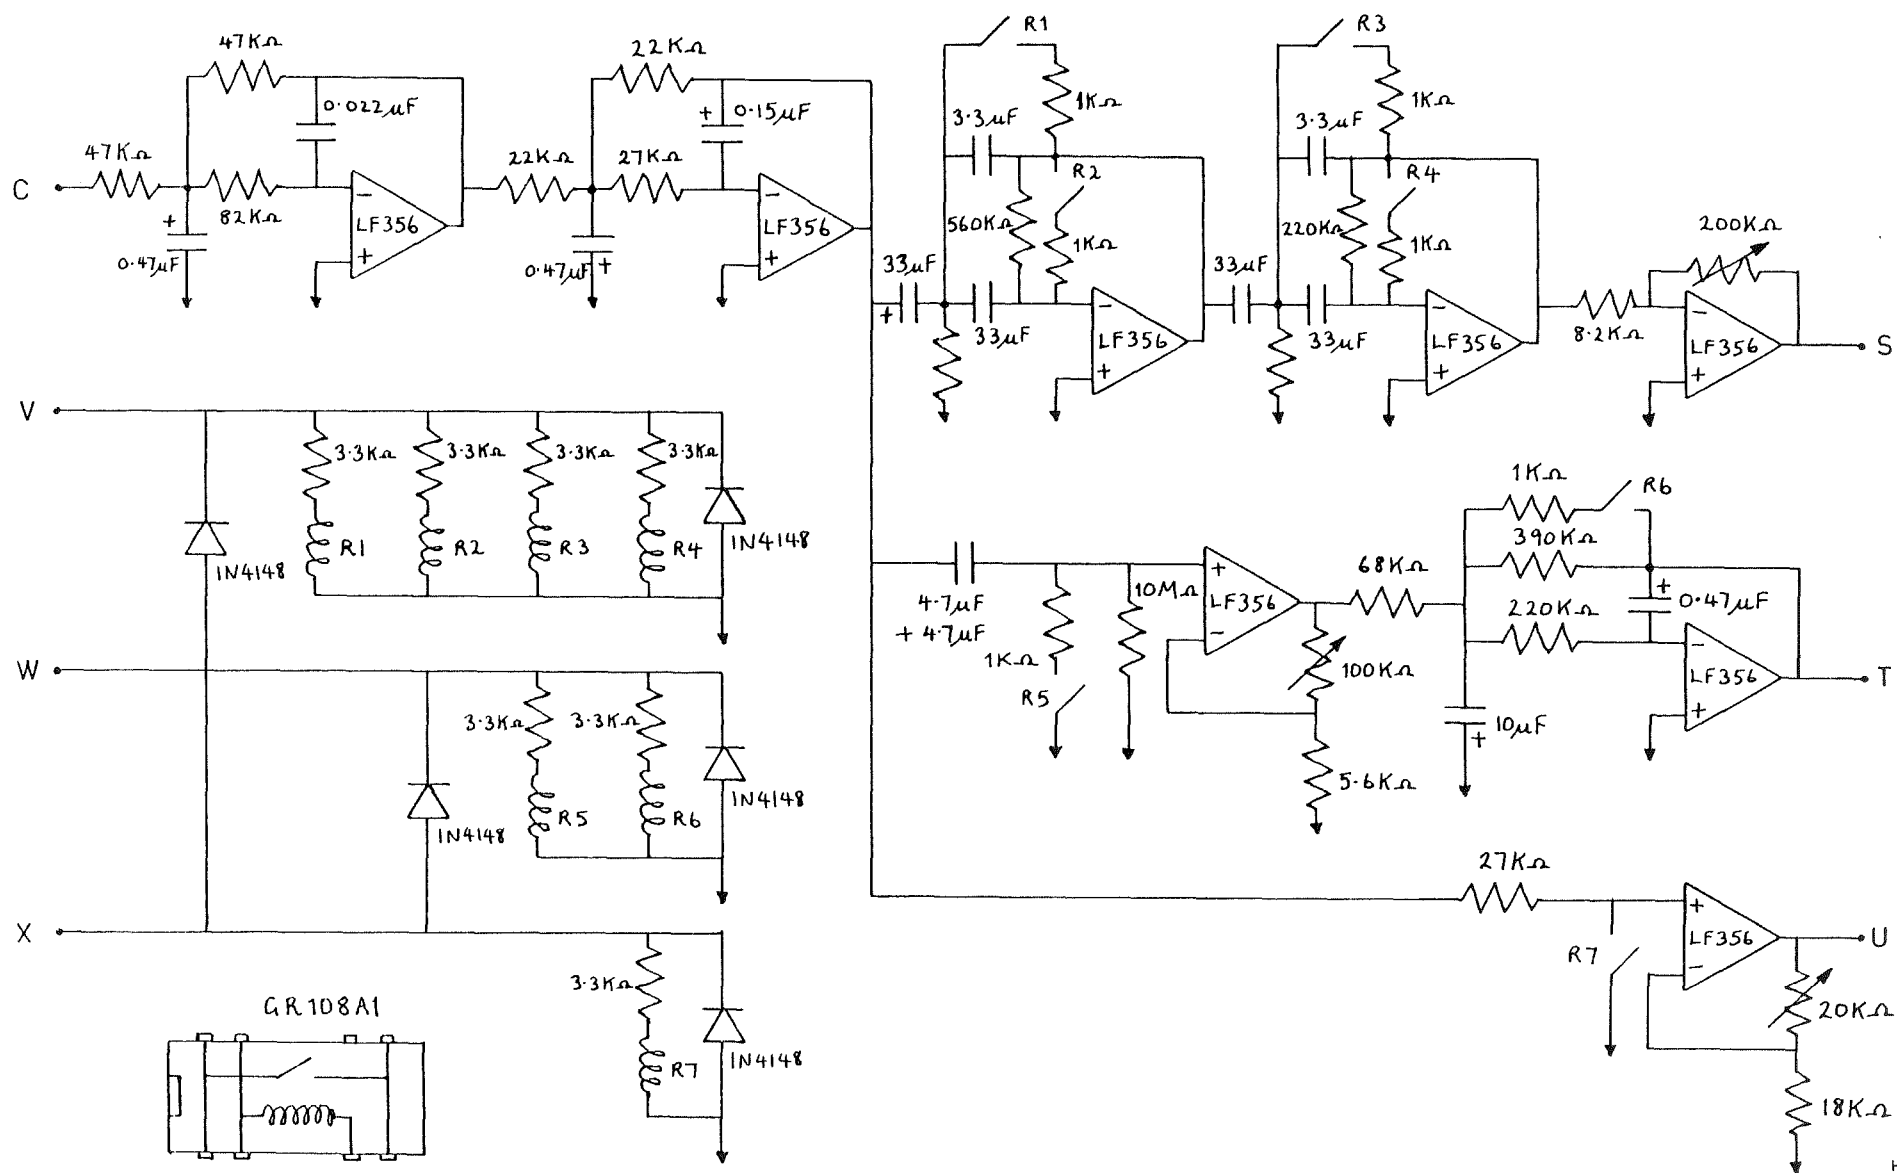 47KΩ
22KΩ
R1
R3
0.022μF
+ 0.15μF
1KΩ
1KΩ
3.3μF
3.3μF
47KΩ
22KΩ
27KΩ
C
R2
R4
82KΩ
−
LF356
+
−
LF356
+
560KΩ
1KΩ
220KΩ
1KΩ
200KΩ
+
0.47μF
0.47μF +
33μF
+
33μF
−
LF356
+
33μF
33μF
−
LF356
+
8.2KΩ
−
LF356
+
S
V
3.3KΩ
3.3KΩ
3.3KΩ
3.3KΩ
1N4148
R1
R2
R3
R4
1N4148
1KΩ
R6
390KΩ
68KΩ
4.7μF
+ 4.7μF
10MΩ
+
LF356
−
220KΩ
+
0.47μF
1KΩ
R5
100KΩ
−
LF356
+
T
10μF
+
5.6KΩ
W
3.3KΩ
3.3KΩ
1N4148
R5
R6
1N4148
27KΩ
X
+
LF356
−
U
R7
3.3KΩ
R7
1N4148
20KΩ
18KΩ
GR108A1